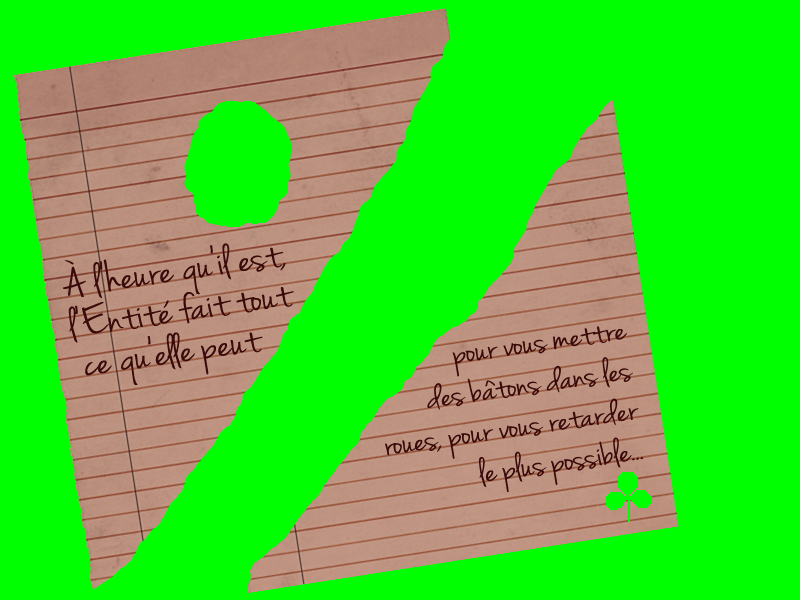 À l'heure qu'il est,
l'Entité fait tout
ce qu'elle peut
pour vous mettre
des bâtons dans les
roues, pour vous retarder
le plus possible...